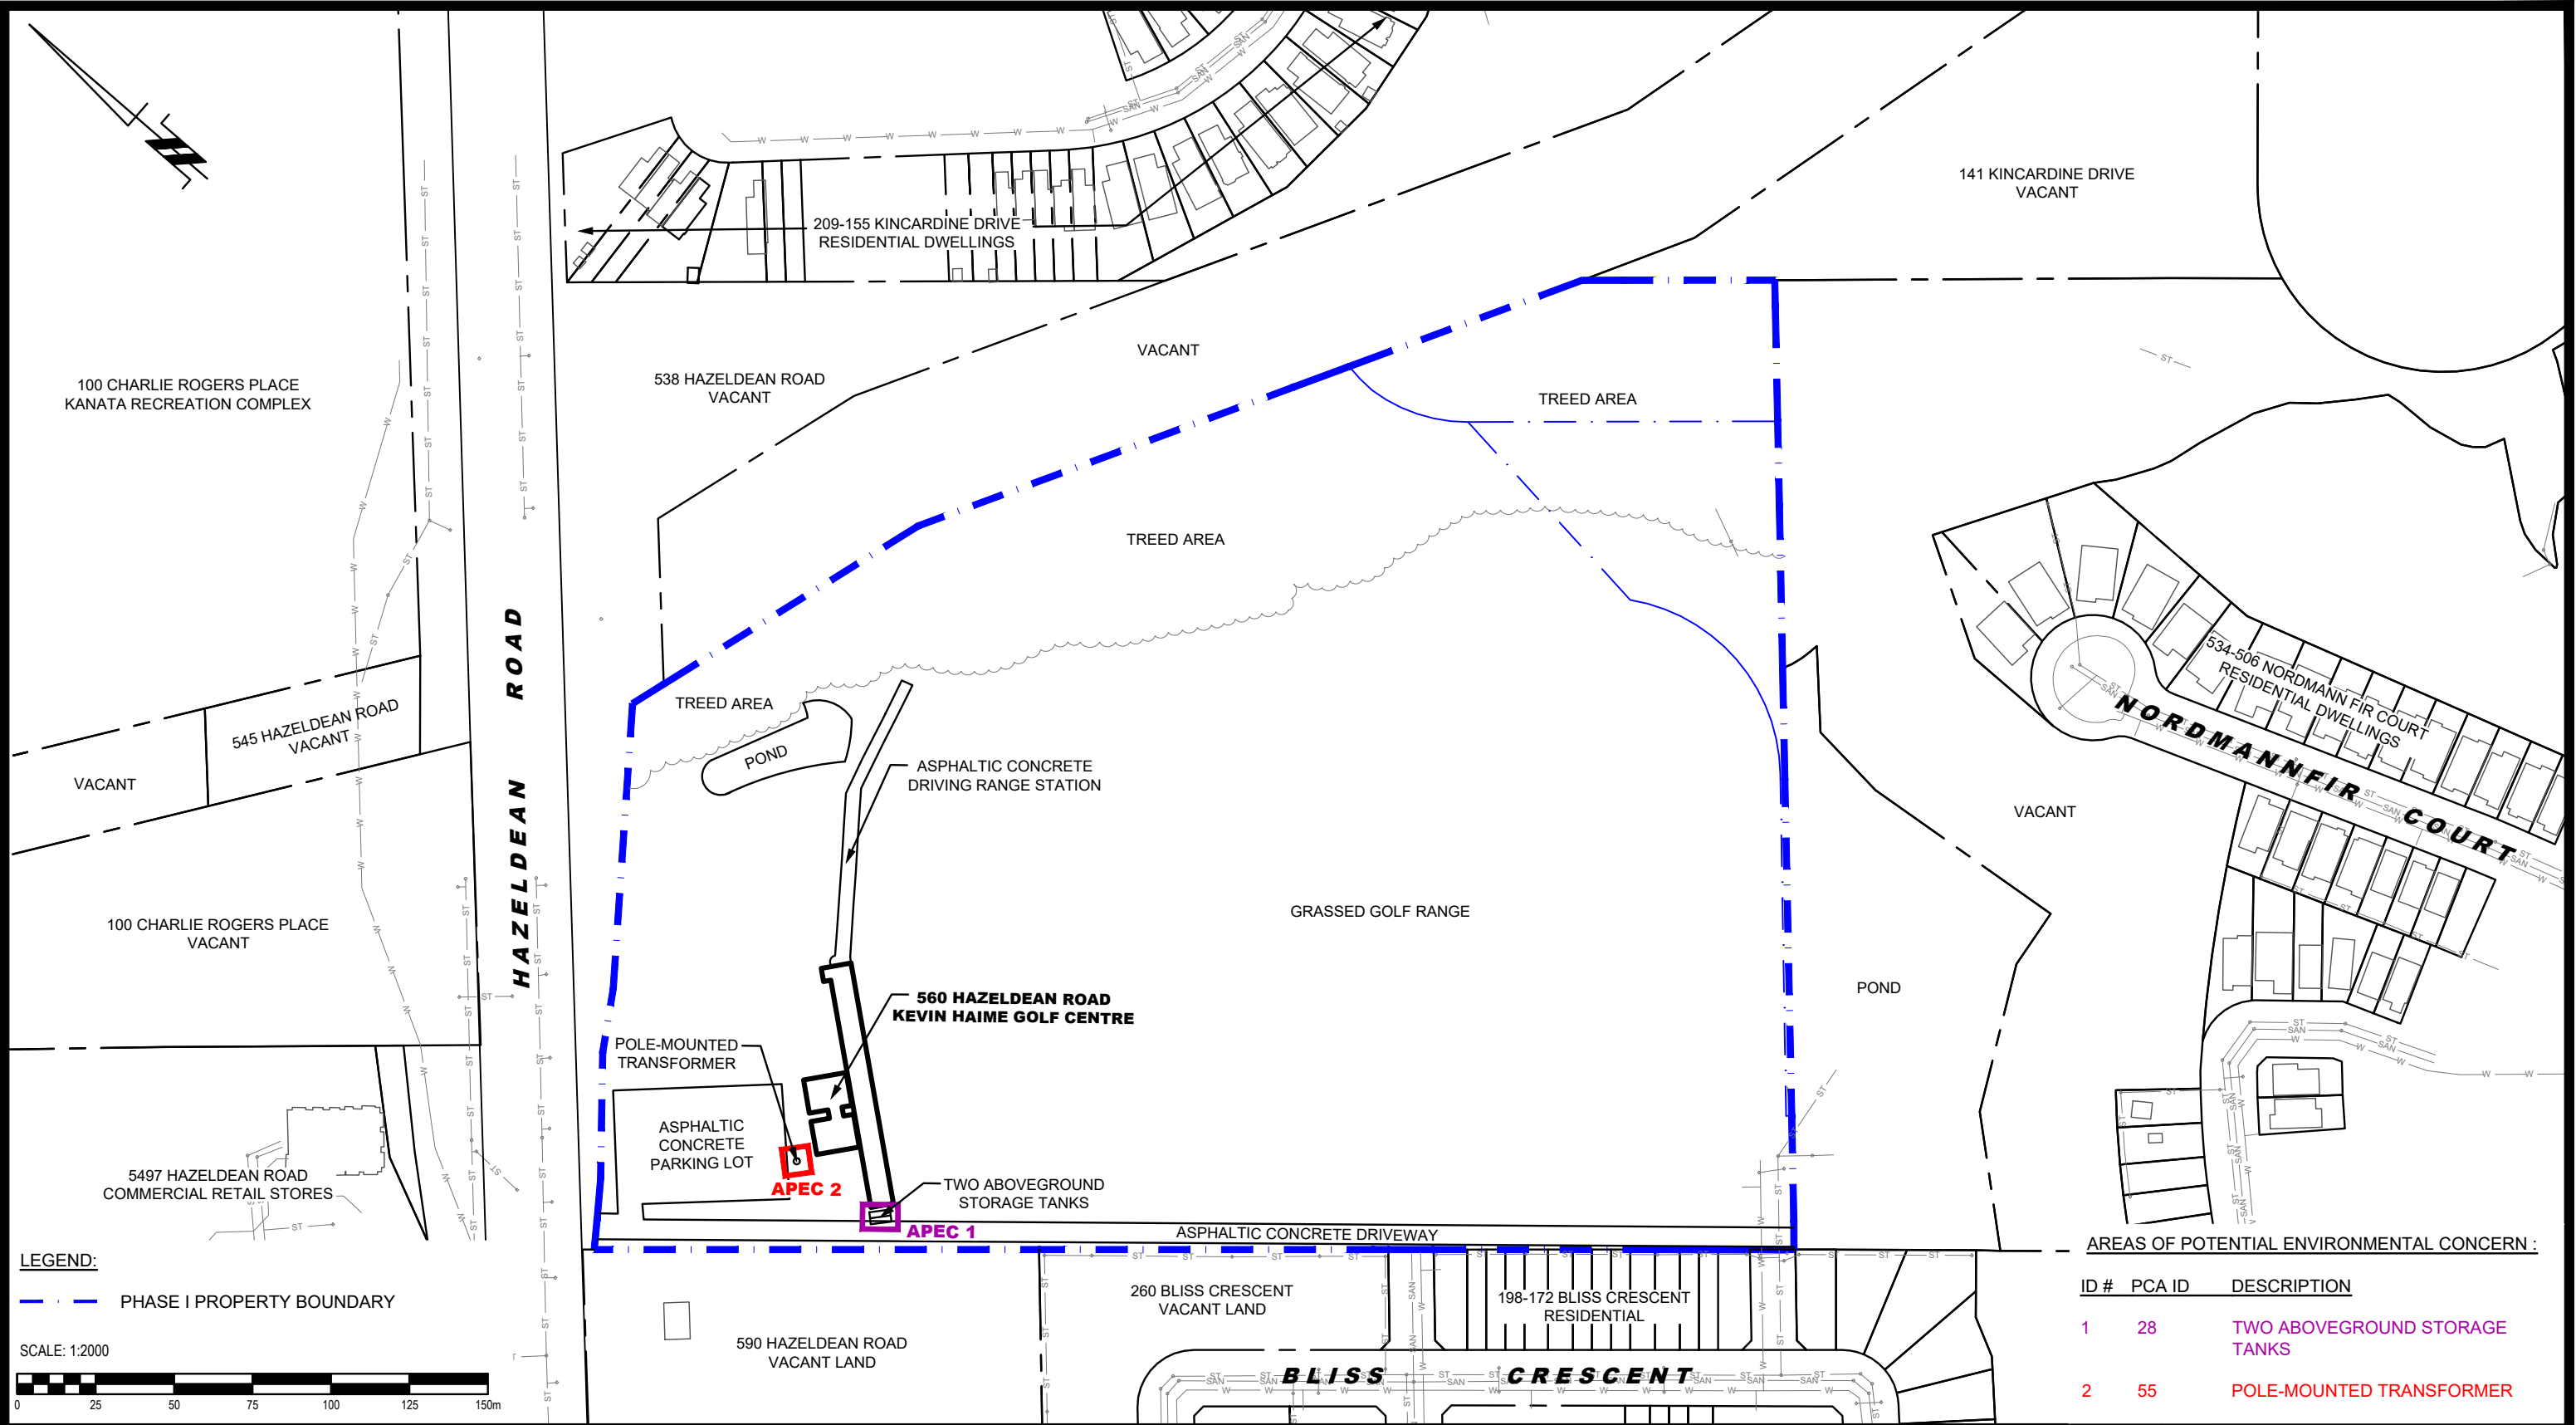 209-155 KINCARDINE DRIVE
RESIDENTIAL DWELLINGS
141 KINCARDINE DRIVE
VACANT
100 CHARLIE ROGERS PLACE
KANATA RECREATION COMPLEX
538 HAZELDEAN ROAD
VACANT
VACANT
TREED AREA
TREED AREA
TREED AREA
POND
545 HAZELDEAN ROAD
VACANT
VACANT
HAZELDEAN ROAD
ASPHALTIC CONCRETE
DRIVING RANGE STATION
534-506 NORDMANN FIR COURT
RESIDENTIAL DWELLINGS
NORDMANNFIR COURT
VACANT
GRASSED GOLF RANGE
100 CHARLIE ROGERS PLACE
VACANT
POND
560 HAZELDEAN ROAD
KEVIN HAIME GOLF CENTRE
POLE-MOUNTED
TRANSFORMER
ASPHALTIC
CONCRETE
PARKING LOT
APEC 2
TWO ABOVEGROUND
STORAGE TANKS
APEC 1
ASPHALTIC CONCRETE DRIVEWAY
5497 HAZELDEAN ROAD
COMMERCIAL RETAIL STORES
260 BLISS CRESCENT
VACANT LAND
198-172 BLISS CRESCENT
RESIDENTIAL
590 HAZELDEAN ROAD
VACANT LAND
BLISS CRESCENT
LEGEND:
PHASE I PROPERTY BOUNDARY
SCALE: 1:2000
0 25 50 75 100 125 150m
AREAS OF POTENTIAL ENVIRONMENTAL CONCERN :
ID # PCA ID DESCRIPTION
1 28 TWO ABOVEGROUND STORAGE
TANKS
2 55 POLE-MOUNTED TRANSFORMER